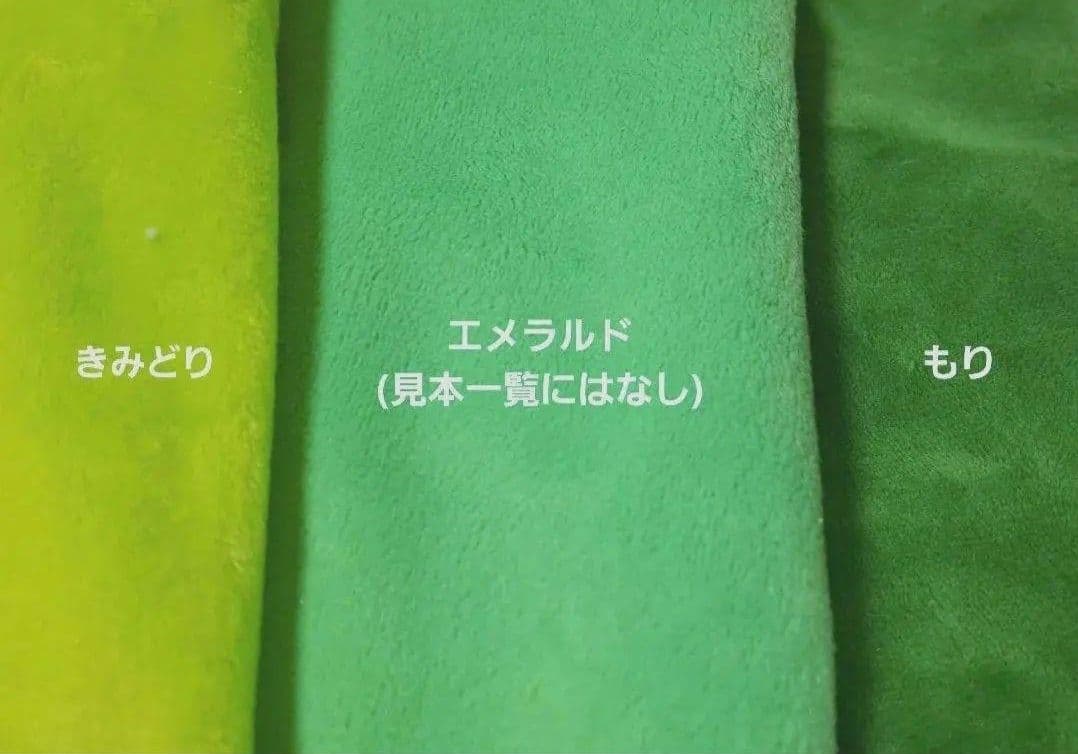 きみどり
エメラルド
(見本一覧にはなし)
もり